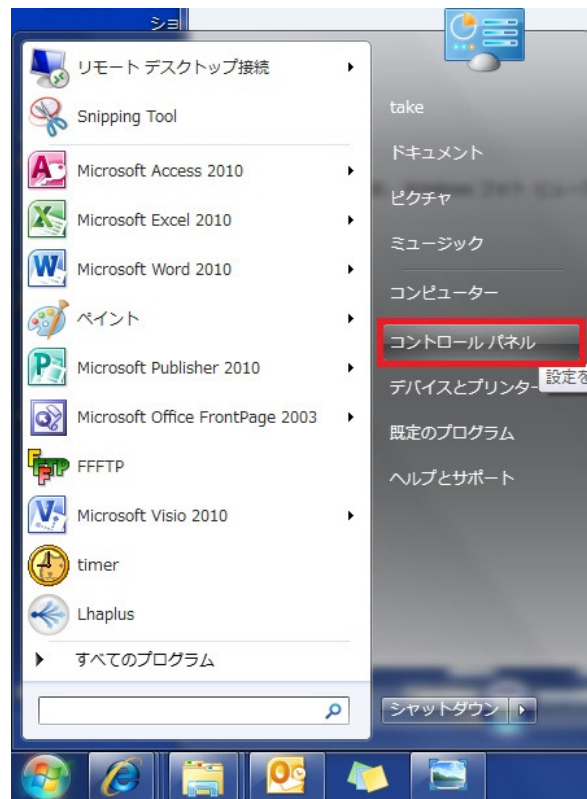 ショ
リモート デスクトップ接続
Snipping Tool
Microsoft Access 2010
Microsoft Excel 2010
Microsoft Word 2010
ペイント
Microsoft Publisher 2010
Microsoft Office FrontPage 2003
FFFTP
Microsoft Visio 2010
timer
Lhaplus
すべてのプログラム
take
ドキュメント
ピクチャ
ミュージック
コンピューター
コントロール パネル
デバイスとプリンター
設定を
既定のプログラム
ヘルプとサポート
シャットダウン